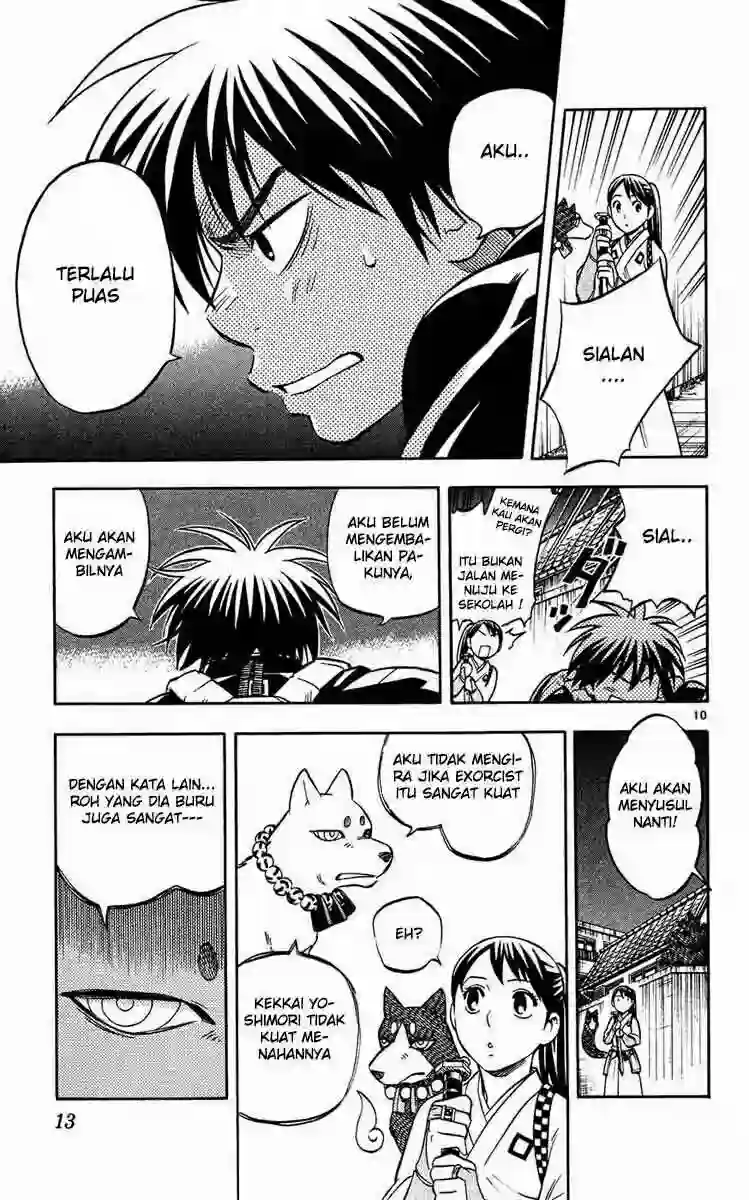 SIALAN
....
AKU..
TERLALU
PUAS
SIAL..
KEMANA
KAU AKAN
PERGI?
ITU BUKAN
JALAN ME-
NUJU KE
SEKOLAH !
ダッ
AKU BELUM
MENGEMBA-
LIKAN PA-
KUNYA,
AKU AKAN
MENGAM-
BILNYA
10
AKU AKAN
MENYUSUL
NANTI!
AKU TIDAK MENGI-
RA JIKA EXORCIST
ITU SANGAT KUAT
EH?
KEKKAI YO-
SHIMORI TIDAK
KUAT ME-
NAHANNYA
DENGAN KATA LAIN...
ROH YANG DIA BURU
JUGA SANGAT---
13